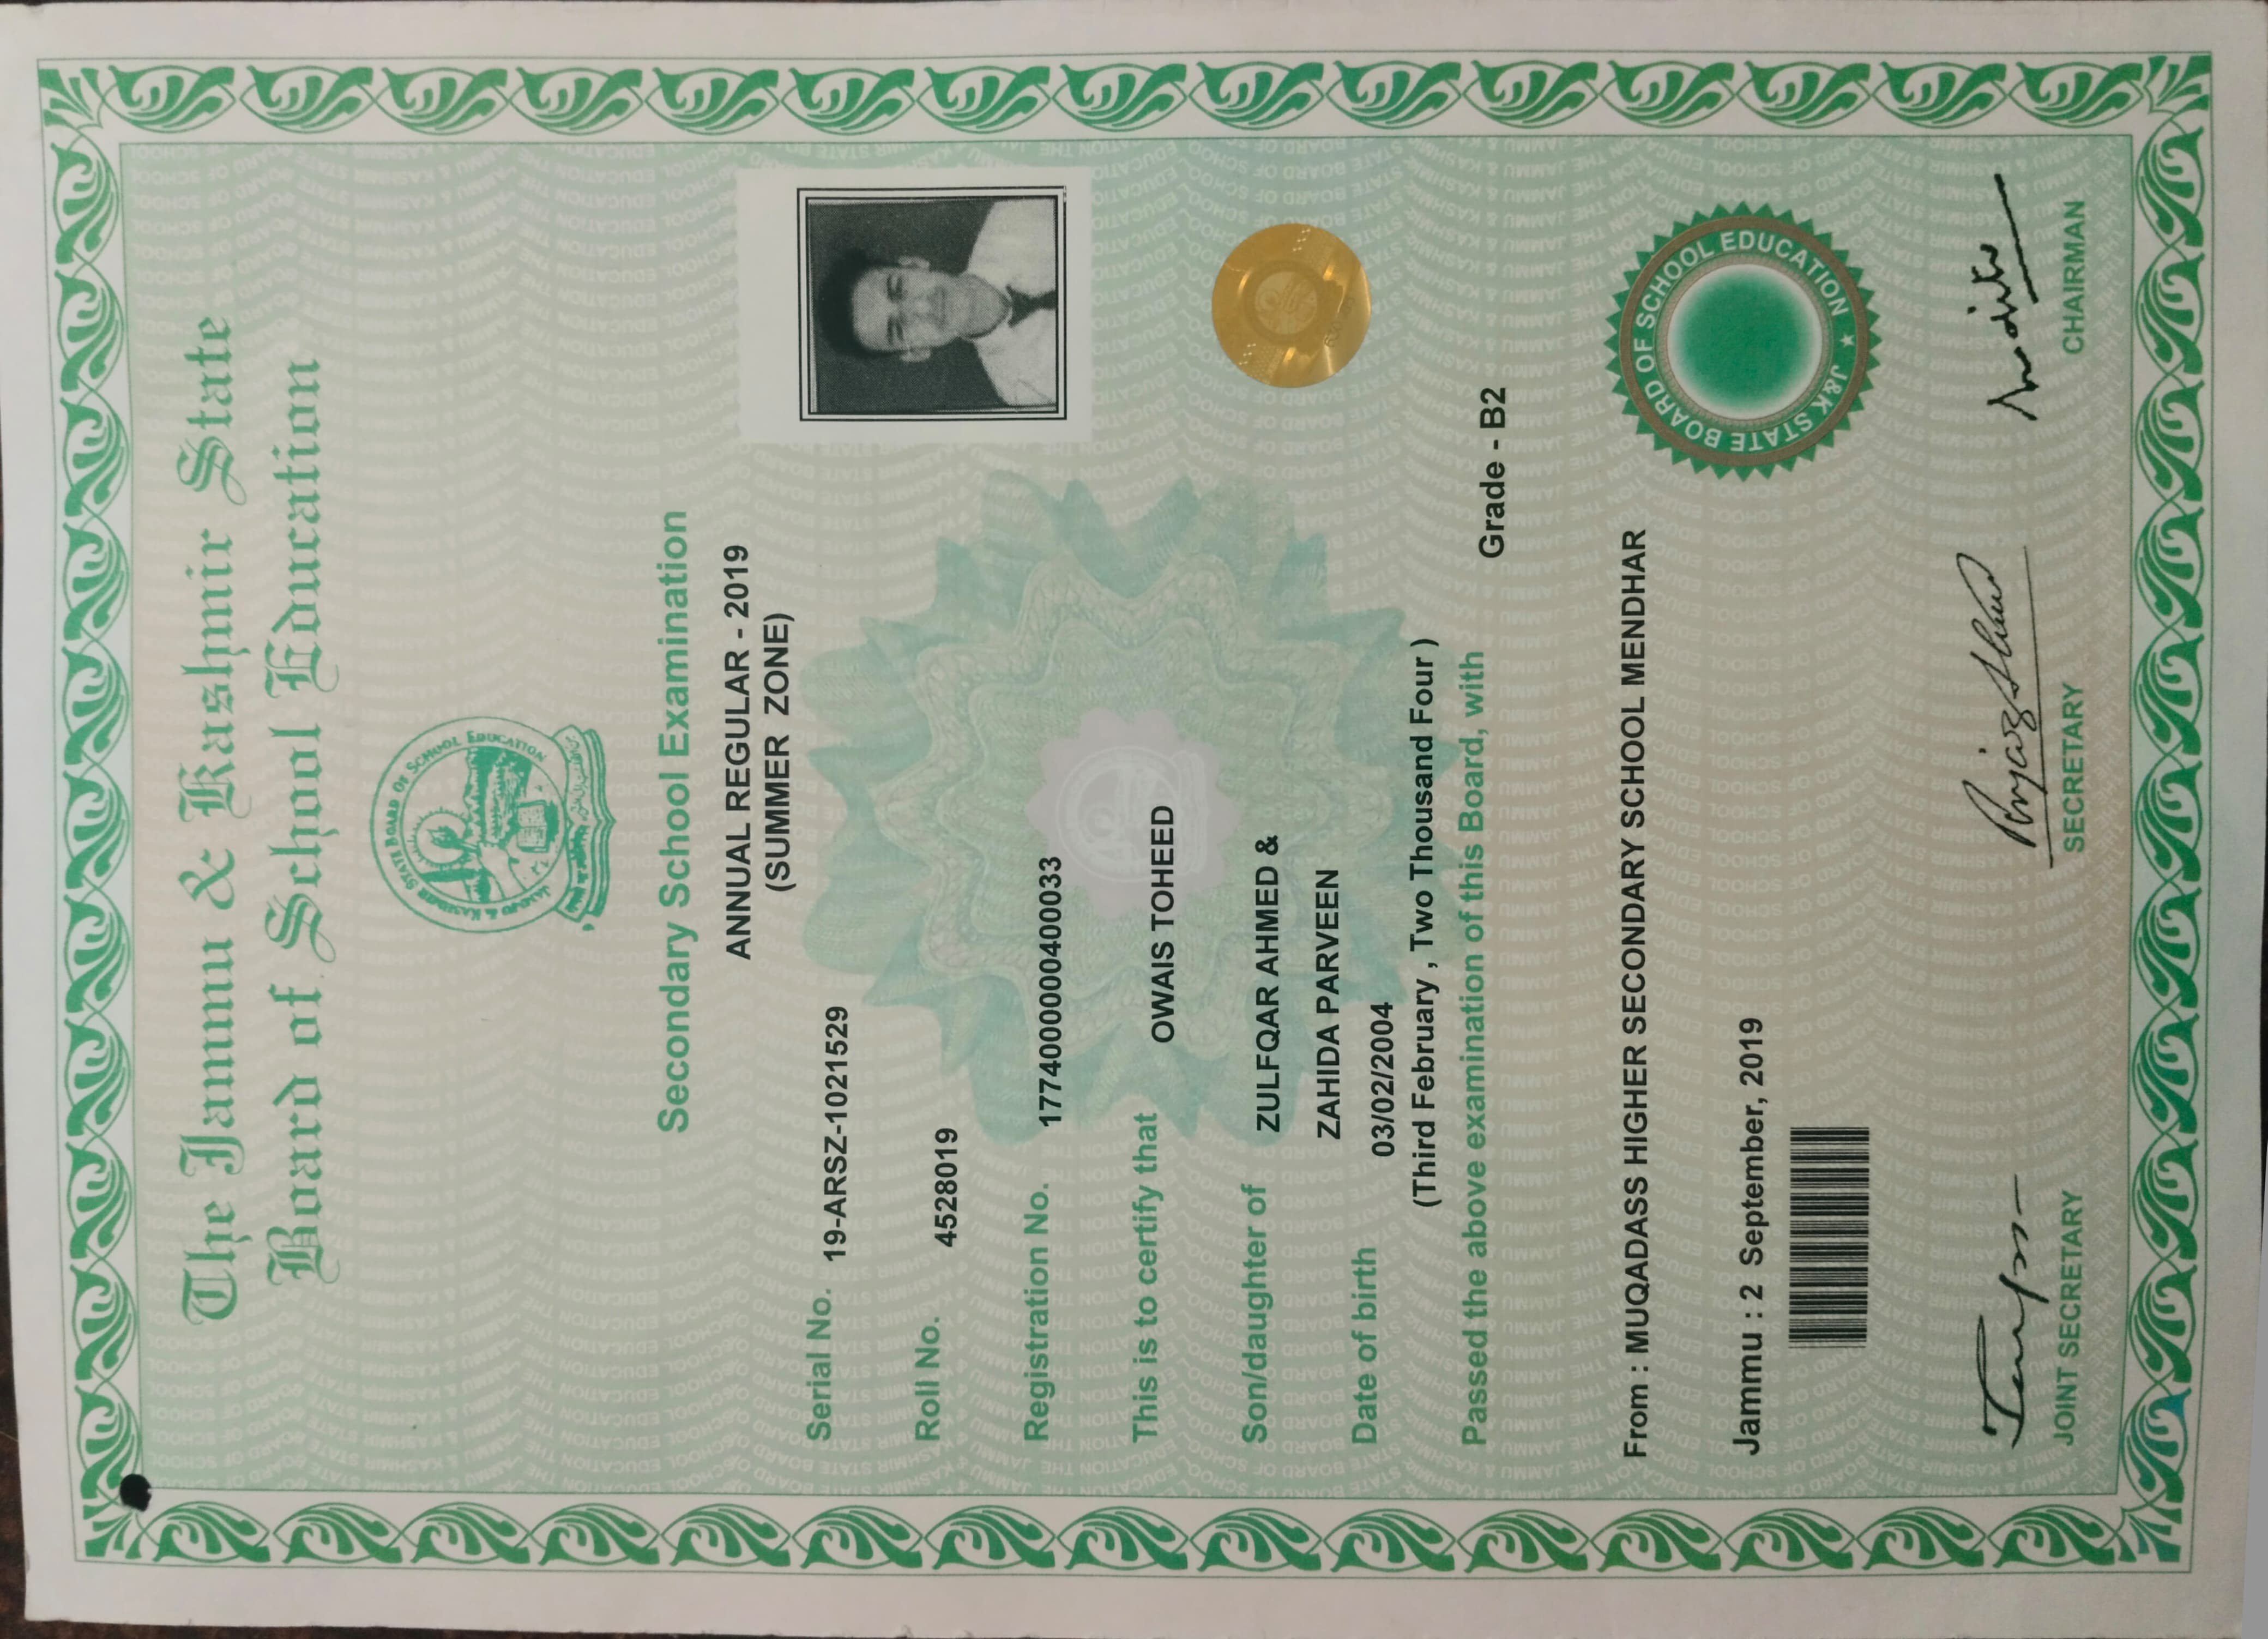 The Jammu & Kashmir State
Board of School Education
JAMMU & KASHMIR STATE BOARD OF SCHOOL EDUCATION
Secondary School Examination
ANNUAL REGULAR - 2019
(SUMMER ZONE)
Serial No. 19-ARSZ-10215529
Roll No. 45280019
Registration No. 1774000000400033
This is to certify that OWAIS TOHEED
Son/daughter of ZULFQAR AHMED &
ZAHIDA PARVEEN
Date of birth 03/02/2004
(Third February , Two Thousand Four )
Passed the above examination of this Board, with Grade - B2
From : MUQADASS HIGHER SECONDARY SCHOOL MENDHAR
Jammu : 2 September, 2019
J&K STATE BOARD OF SCHOOL EDUCATION
JOINT SECRETARY SECRETARY CHAIRMAN